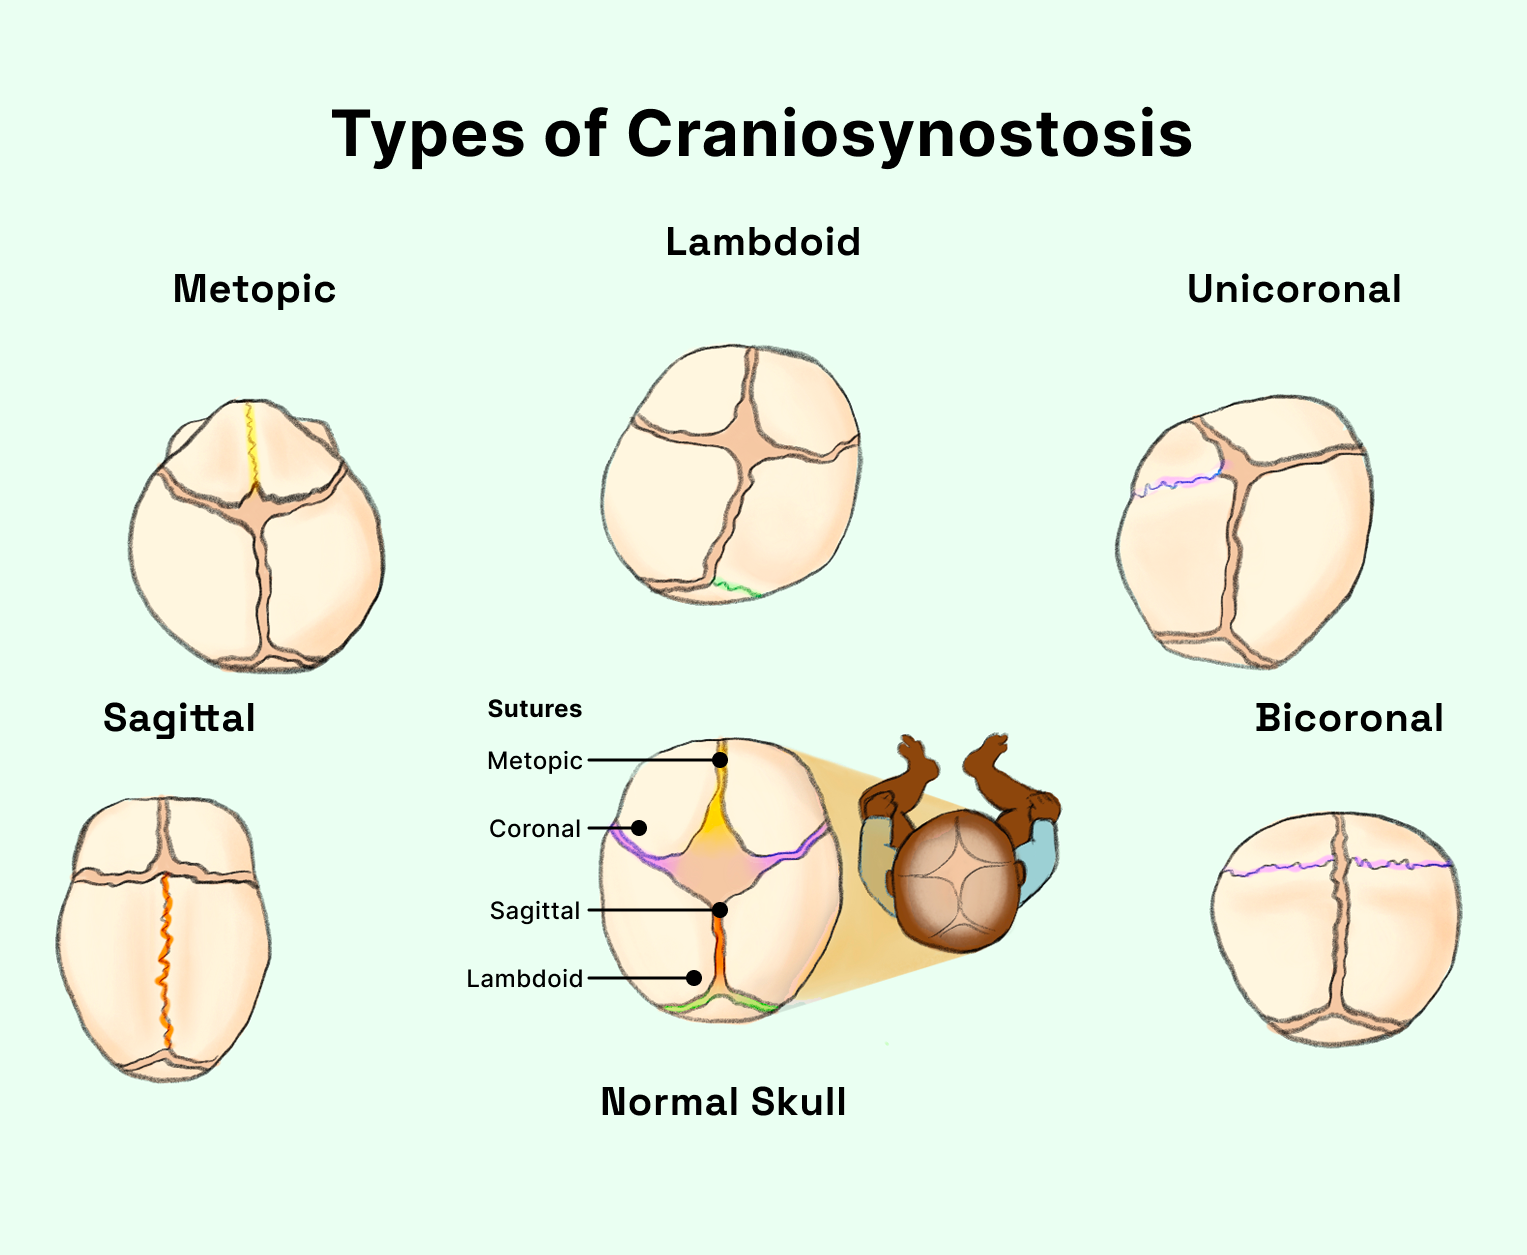 Types of Craniosynostosis
Lambdoid
Metopic
Unicoronal
Sagittal
Bicoronal
Sutures
Metopic
Coronal
Sagittal
Lambdoid
Normal Skull